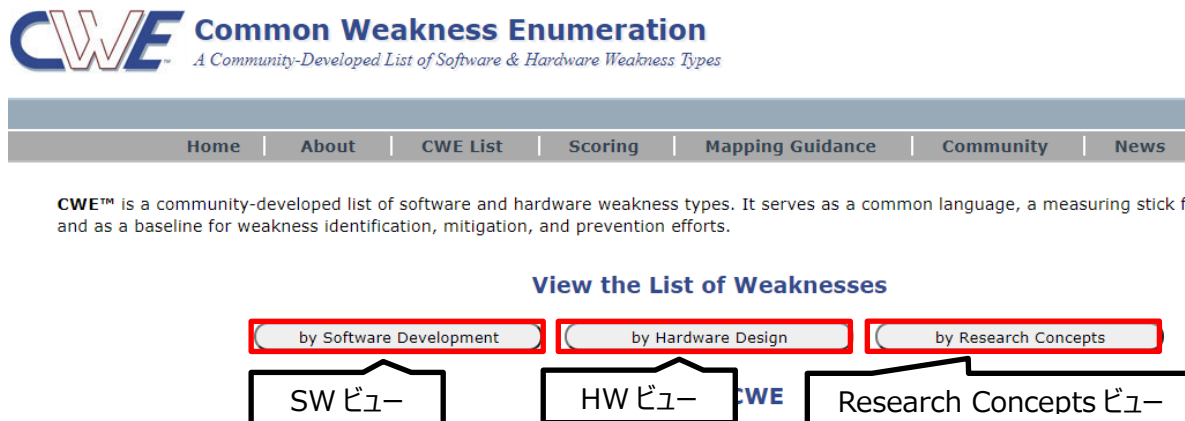 CWE Common Weakness Enumeration
A Community-Developed List of Software & Hardware Weakness Types
Home | About | CWE List | Scoring | Mapping Guidance | Community | News
CWE™ is a community-developed list of software and hardware weakness types. It serves as a common language, a measuring stick f
and as a baseline for weakness identification, mitigation, and prevention efforts.
View the List of Weaknesses
by Software Development by Hardware Design by Research Concepts
SW ビュー HW ビュー CWE Research Concepts ビュー